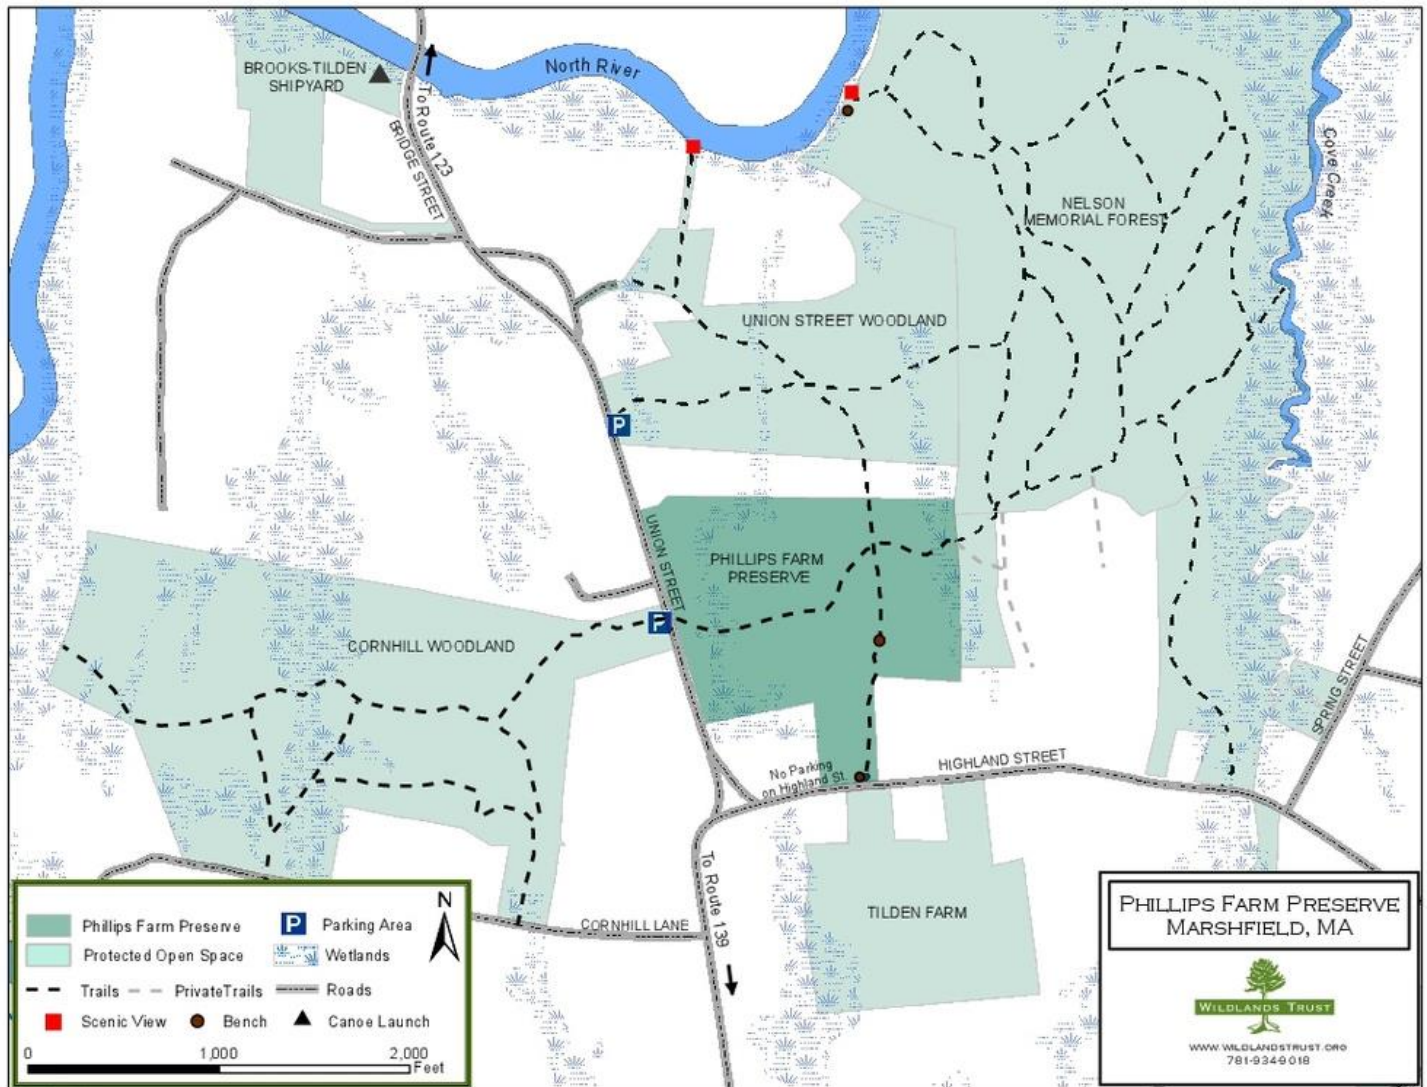 BROOKS-TILDEN
SHIPYARD
North River
To Route 123
BRIDGE STREET
Cove Creek
NELSON
MEMORIAL FOREST
UNION STREET WOODLAND
P
UNION STREET
PHILLIPS FARM
PRESERVE
P
CORNHILL WOODLAND
SPRING STREET
No Parking
on Highland St.
HIGHLAND STREET
To Route 139
TILDEN FARM
CORNHILL LANE
N
Phillips Farm Preserve
P Parking Area
Protected Open Space
Wetlands
Trails
PrivateTrails
Roads
Scenic View
Bench
Canoe Launch
0 1,000 2,000
Feet
PHILLIPS FARM PRESERVE
MARSHFIELD, MA
WILDLANDS TRUST
WWW.WILDLANDSTRUST.ORG
781-934-9018